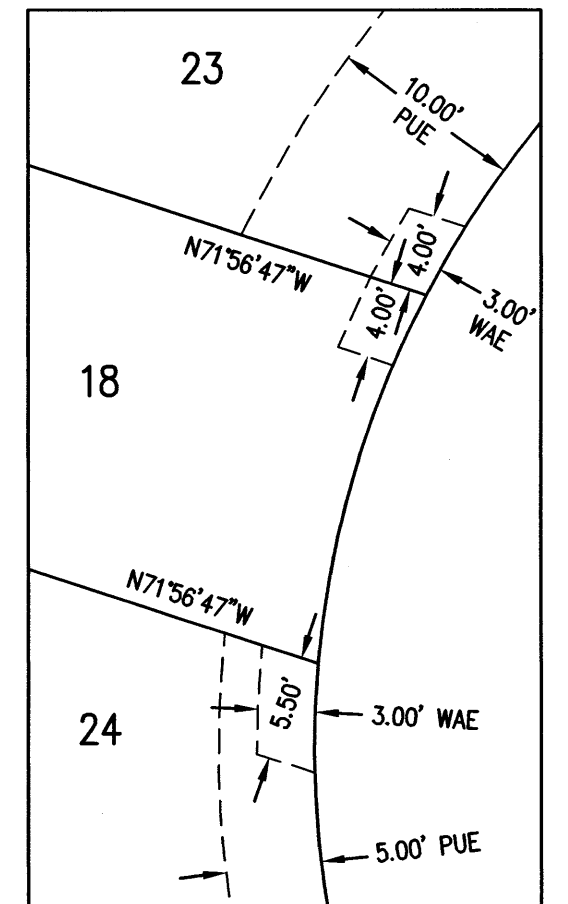 23
10.00'
PUE
N71°56'47"W
4.00'
4.00'
3.00'
WAE
18
N71°56'47"W
5.50'
3.00' WAE
24
5.00' PUE